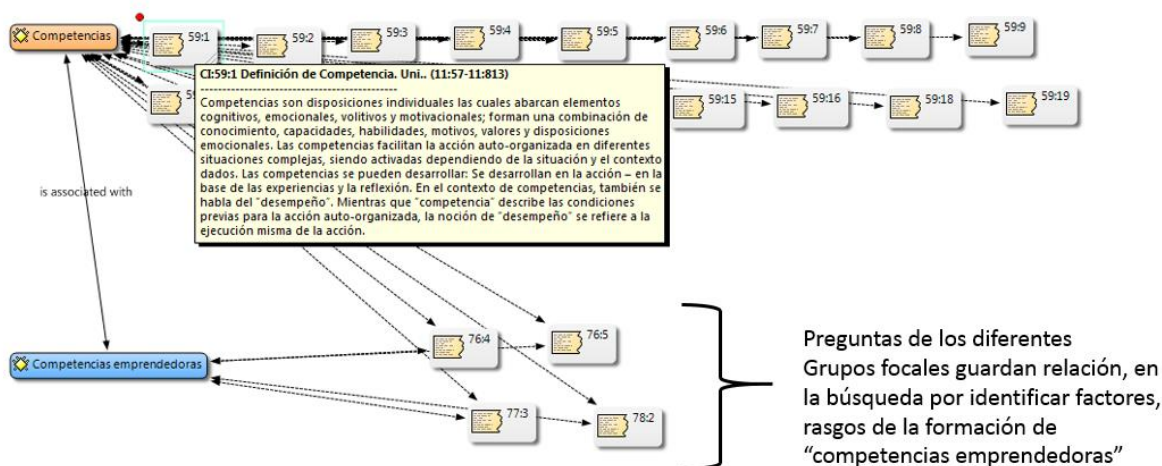 Competencias
59:1
59:2
59:3
59:4
59:5
59:6
59:7
59:8
59:9
CI:59:1 Definición de Competencia. Uni.. (11:57-11:813)
----------------------------------------------
Competencias son disposiciones individuales las cuales abarcan elementos
cognitivos, emocionales, volitivos y motivacionales; forman una combinación de
conocimiento, capacidades, habilidades, motivos, valores y disposiciones
emocionales. Las competencias facilitan la acción auto-organizada en diferentes
situaciones complejas, siendo activadas dependiendo de la situación y el contexto
dados. Las competencias se pueden desarrollar: Se desarrollan en la acción – en la
base de las experiencias y la reflexión. En el contexto de competencias, también se
habla del "desempeño". Mientras que "competencia" describe las condiciones
previas para la acción auto-organizada, la noción de "desempeño" se refiere a la
ejecución misma de la acción.
59:15
59:16
59:18
59:19
is associated with
76:4
76:5
Competencias emprendedoras
77:3
78:2
Preguntas de los diferentes
Grupos focales guardan relación, en
la búsqueda por identificar factores,
rasgos de la formación de
“competencias emprendedoras”